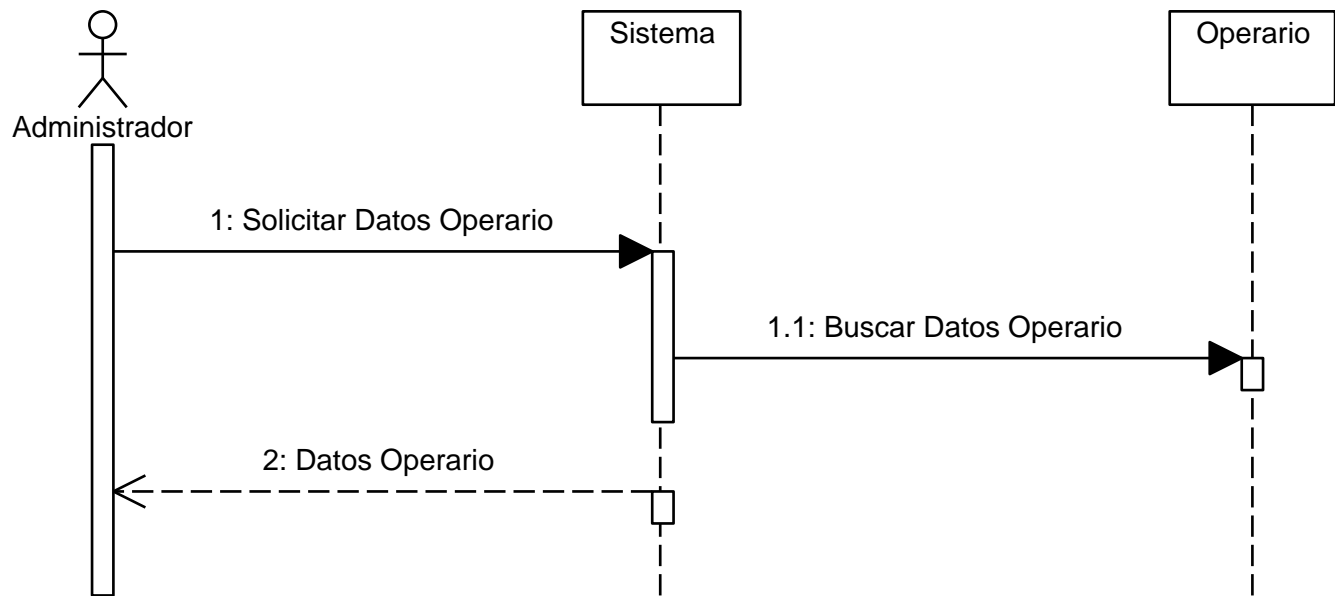 Sistema
Operario
Administrador
1: Solicitar Datos Operario
1.1: Buscar Datos Operario
2: Datos Operario